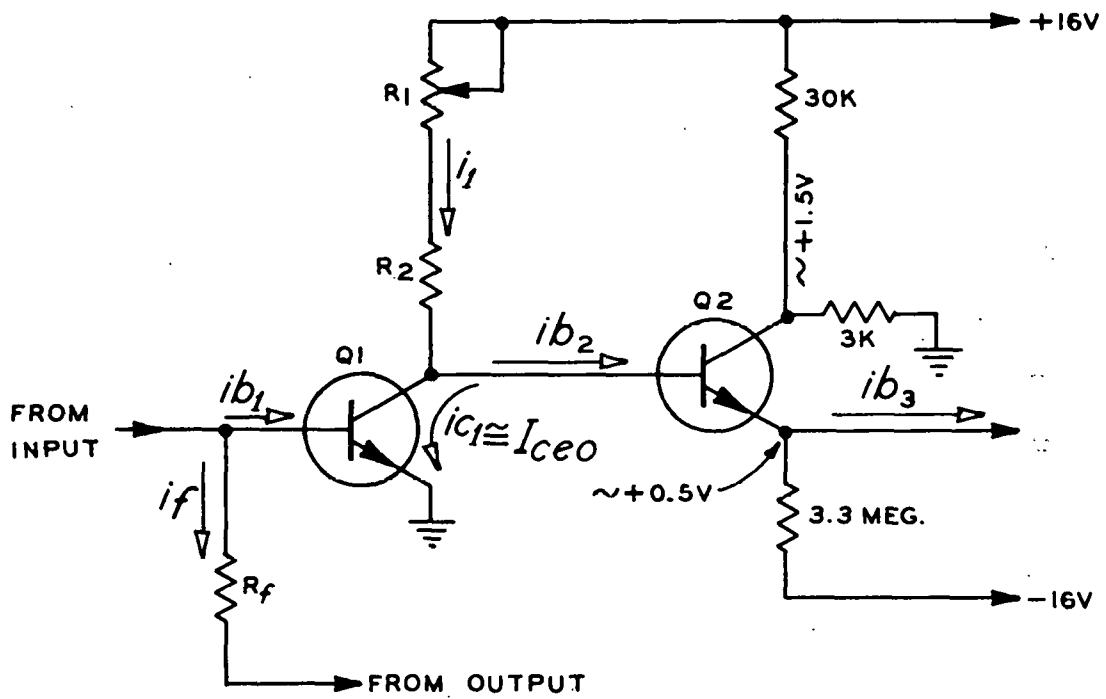 +16V
R1
30K
i1
~+1.5V
R2
Q2
3K
Q1
ib2
ib1
ib3
FROM
INPUT
ic1≅Iceo
~+0.5V
if
3.3 MEG.
Rf
-16V
FROM OUTPUT